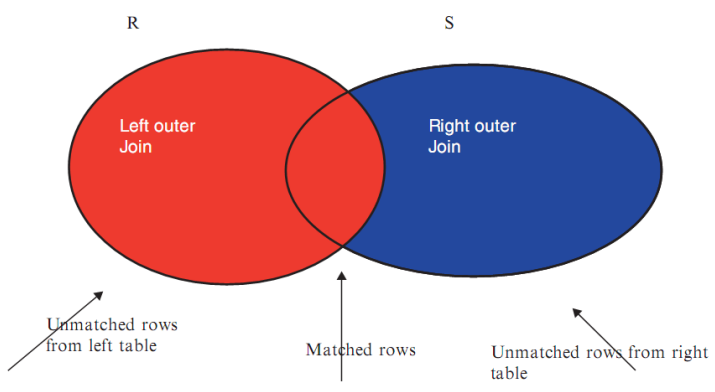 R
S
Left outer
Join
Right outer
Join
Unmatched rows
from left table
Matched rows
Unmatched rows from right
table